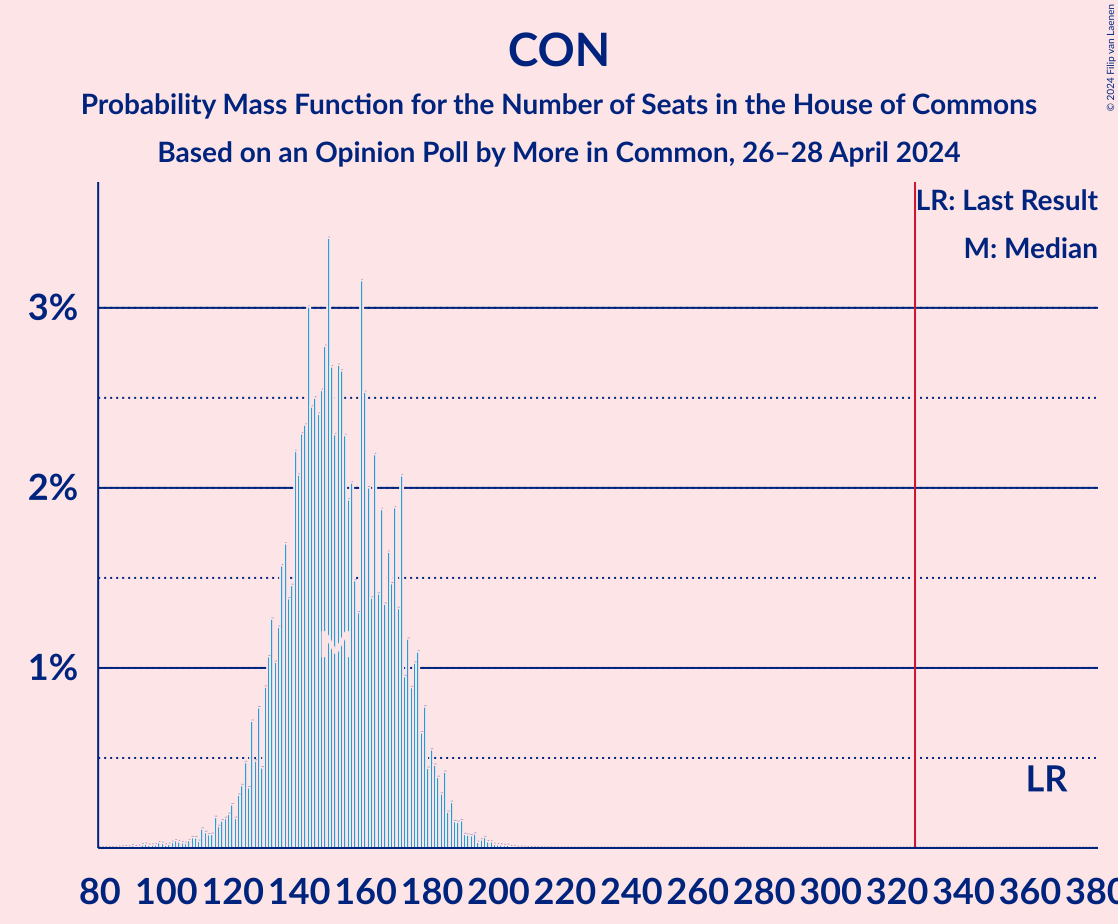 CON
Probability Mass Function for the Number of Seats in the House of Commons
Based on an Opinion Poll by More in Common, 26–28 April 2024
© 2024 Filip van Laenen
LR: Last Result
M: Median
3%
2%
1%
M
LR
80 100 120 140 160 180 200 220 240 260 280 300 320 340 360 380